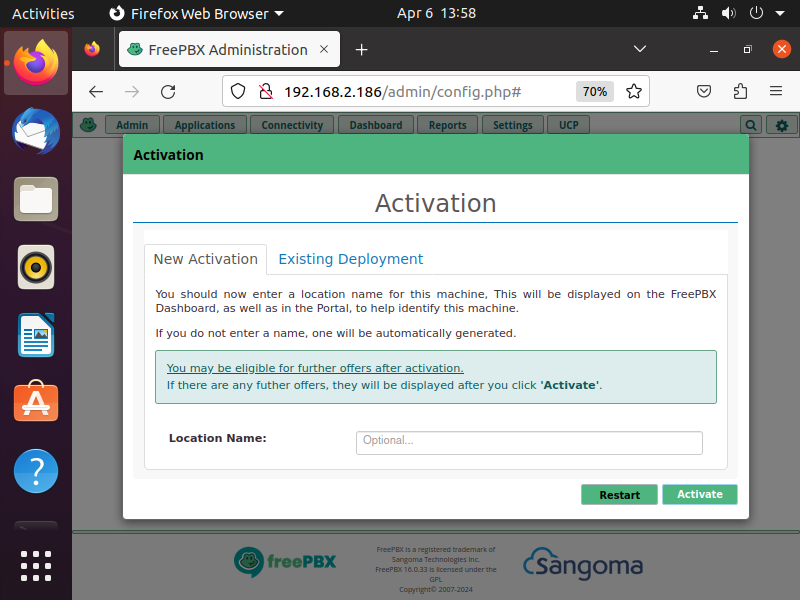 Activities Firefox Web Browser Apr 6 13:58
FreePBX Administration
192.168.2.186/admin/config.php# 70%
Admin Applications Connectivity Dashboard Reports Settings UCP
Activation
Activation
New Activation Existing Deployment
You should now enter a location name for this machine, This will be displayed on the FreePBX
Dashboard, as well as in the Portal, to help identify this machine.
If you do not enter a name, one will be automatically generated.
You may be eligible for further offers after activation.
If there are any futher offers, they will be displayed after you click 'Activate'.
Location Name: Optional...
Restart Activate
freePBX
FreePBX is a registered trademark of
Sangoma Technologies Inc.
FreePBX 16.0.33 is licensed under the
GPL
Copyright© 2007-2024
Sangoma